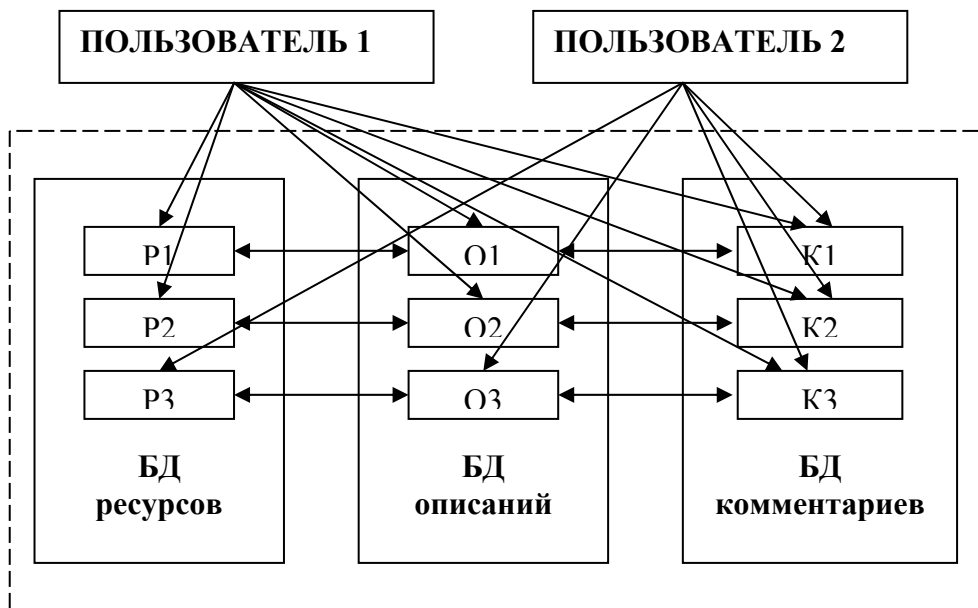 ПОЛЬЗОВАТЕЛЬ 1
ПОЛЬЗОВАТЕЛЬ 2
Р1
О1
К1
Р2
О2
К2
Р3
О3
К3
БД
ресурсов
БД
описаний
БД
комментариев